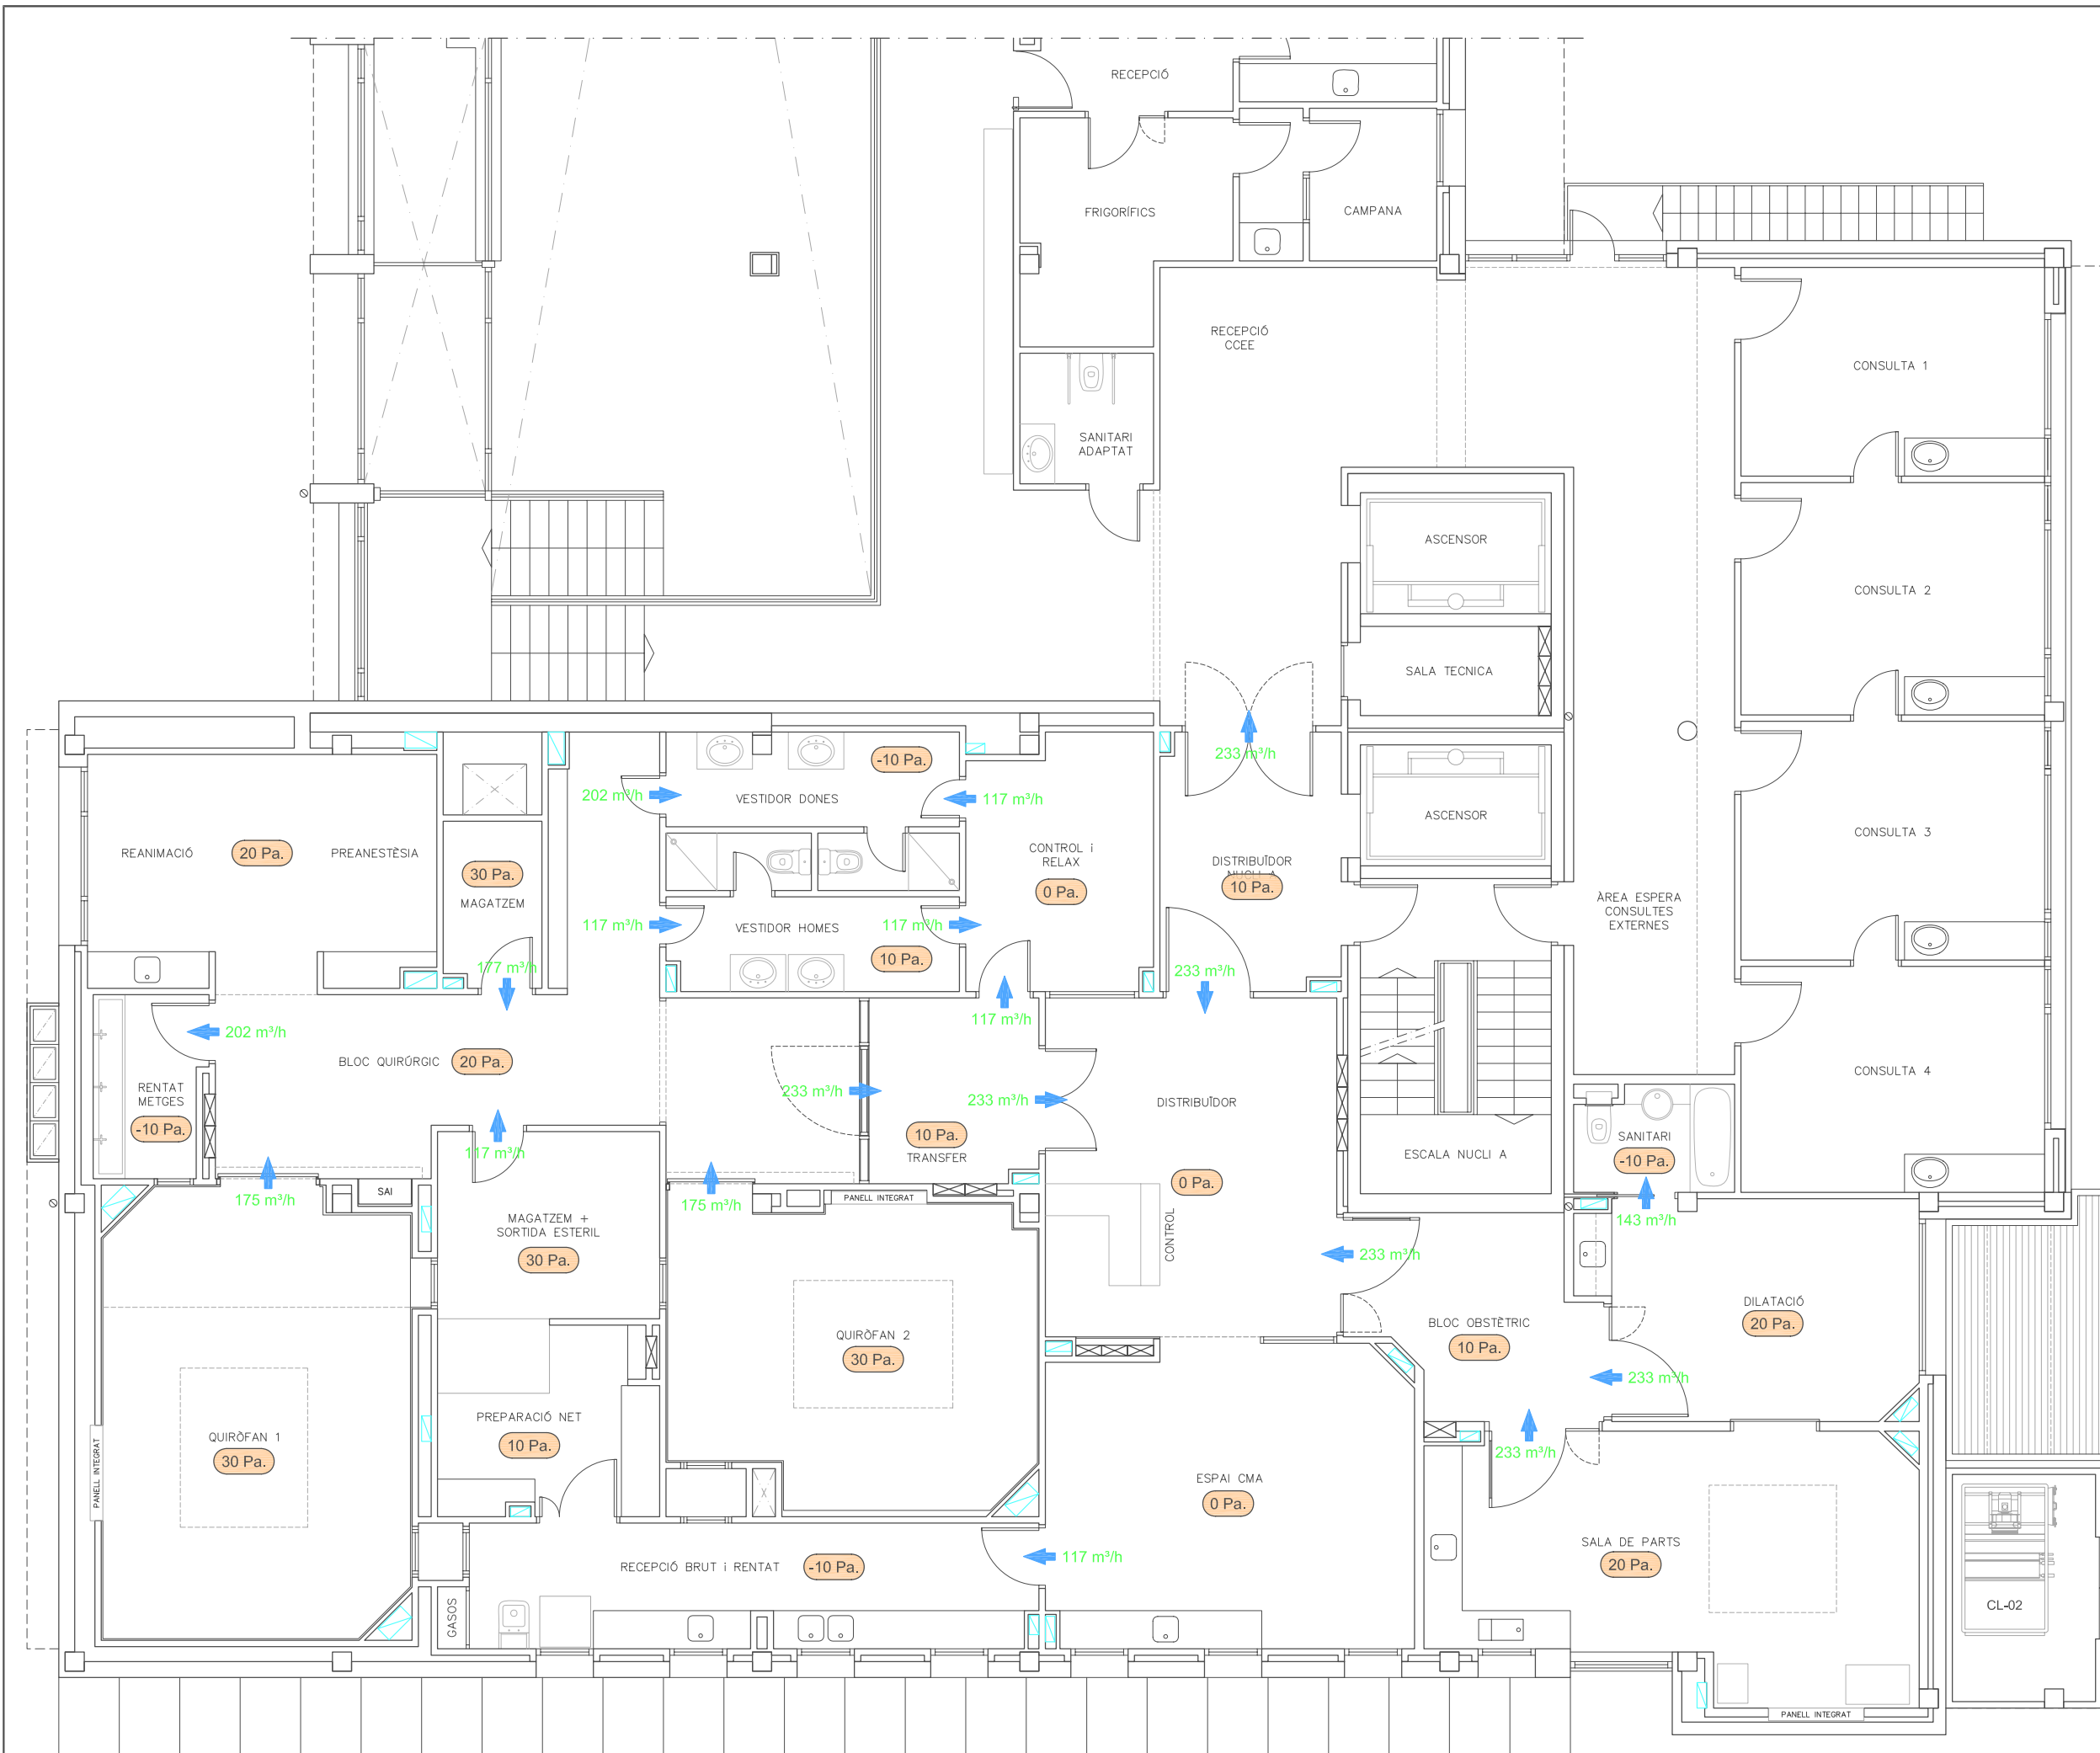 RECEPCIÓ
FRIGORÍFICS
CAMPANA
RECEPCIÓ
CCEE
CONSULTA 1
SANITARI
ADAPTAT
ASCENSOR
CONSULTA 2
SALA TECNICA
233 m³/h
-10 Pa.
202 m³/h
VESTIDOR DONES
117 m³/h
ASCENSOR
CONSULTA 3
REANIMACIÓ
20 Pa.
PREANESTÈSIA
CONTROL i
RELAX
0 Pa.
DISTRIBUÏDOR
NUCLI A
10 Pa.
30 Pa.
MAGATZEM
ÀREA ESPERA
CONSULTES
EXTERNES
117 m³/h
VESTIDOR HOMES
117 m³/h
10 Pa.
177 m³/h
233 m³/h
117 m³/h
202 m³/h
BLOC QUIRÚRGIC
20 Pa.
CONSULTA 4
RENTAT
METGES
-10 Pa.
233 m³/h
233 m³/h
DISTRIBUÏDOR
10 Pa.
TRANSFER
117 m³/h
SANITARI
-10 Pa.
ESCALA NUCLI A
175 m³/h
SAI
175 m³/h
PANELL INTEGRAT
0 Pa.
CONTROL
143 m³/h
MAGATZEM +
SORTIDA ESTERIL
30 Pa.
233 m³/h
DILATACIÓ
20 Pa.
BLOC OBSTÈTRIC
10 Pa.
QUIRÒFAN 2
30 Pa.
233 m³/h
PREPARACIÓ NET
10 Pa.
QUIRÒFAN 1
30 Pa.
PANELL INTEGRAT
233 m³/h
ESPAI CMA
0 Pa.
SALA DE PARTS
20 Pa.
RECEPCIÓ BRUT i RENTAT
-10 Pa.
117 m³/h
GASOS
CL-02
PANELL INTEGRAT